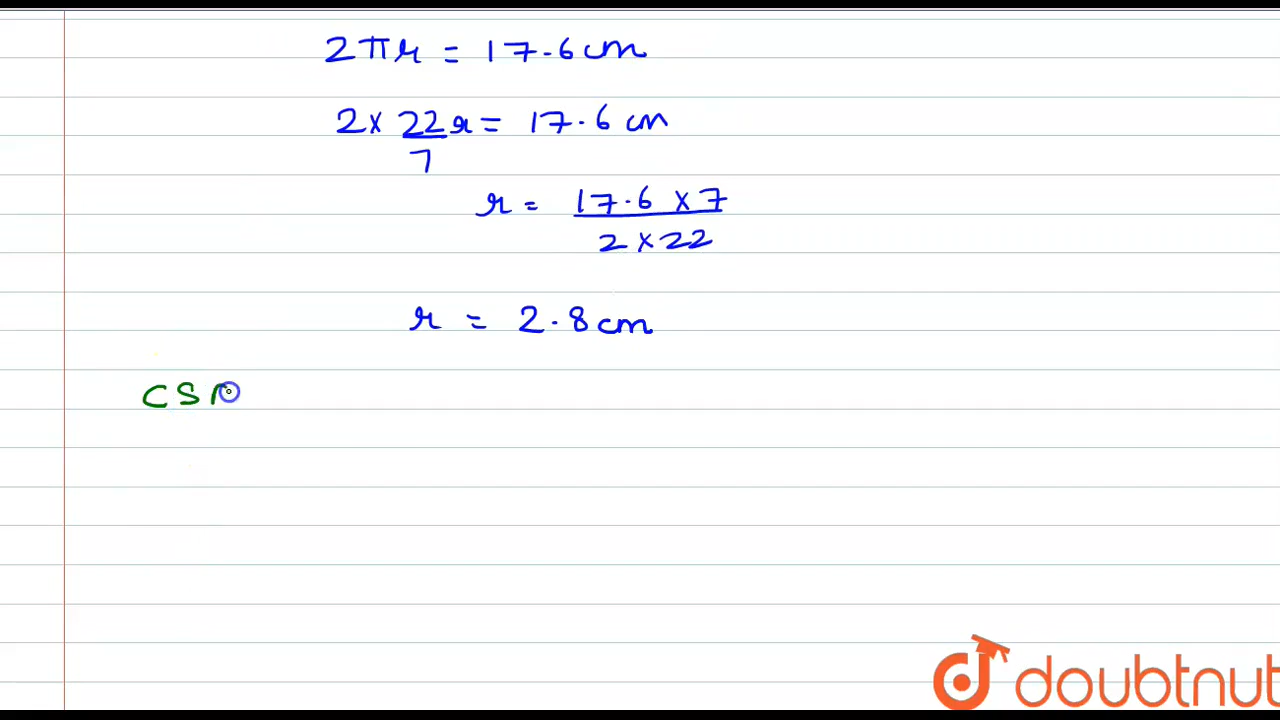 2πr = 17.6 cm
2 × 22/7 r = 17.6 cm
r = 17.6 × 7 / 2 × 22
r = 2.8 cm
CS
doubtnut